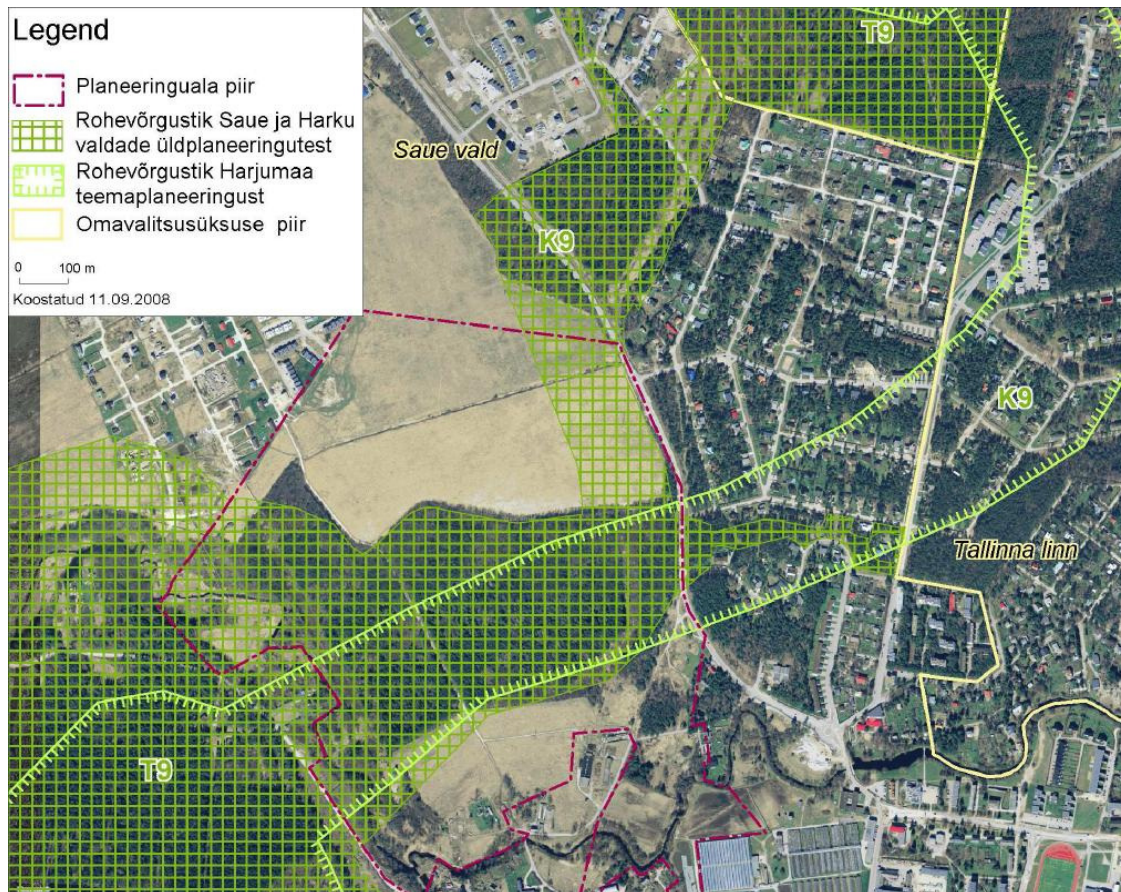 Legend
Planeeringuala piir
Rohevõrgustik Saue ja Harku
valdade üldplaneeringutest
Rohevõrgustik Harjumaa
teemaplaneeringust
Omavalitsusüksuse piir
0 100 m
Koostatud 11.09.2008
T9
Saue vald
K9
K9
Tallinna linn
T9